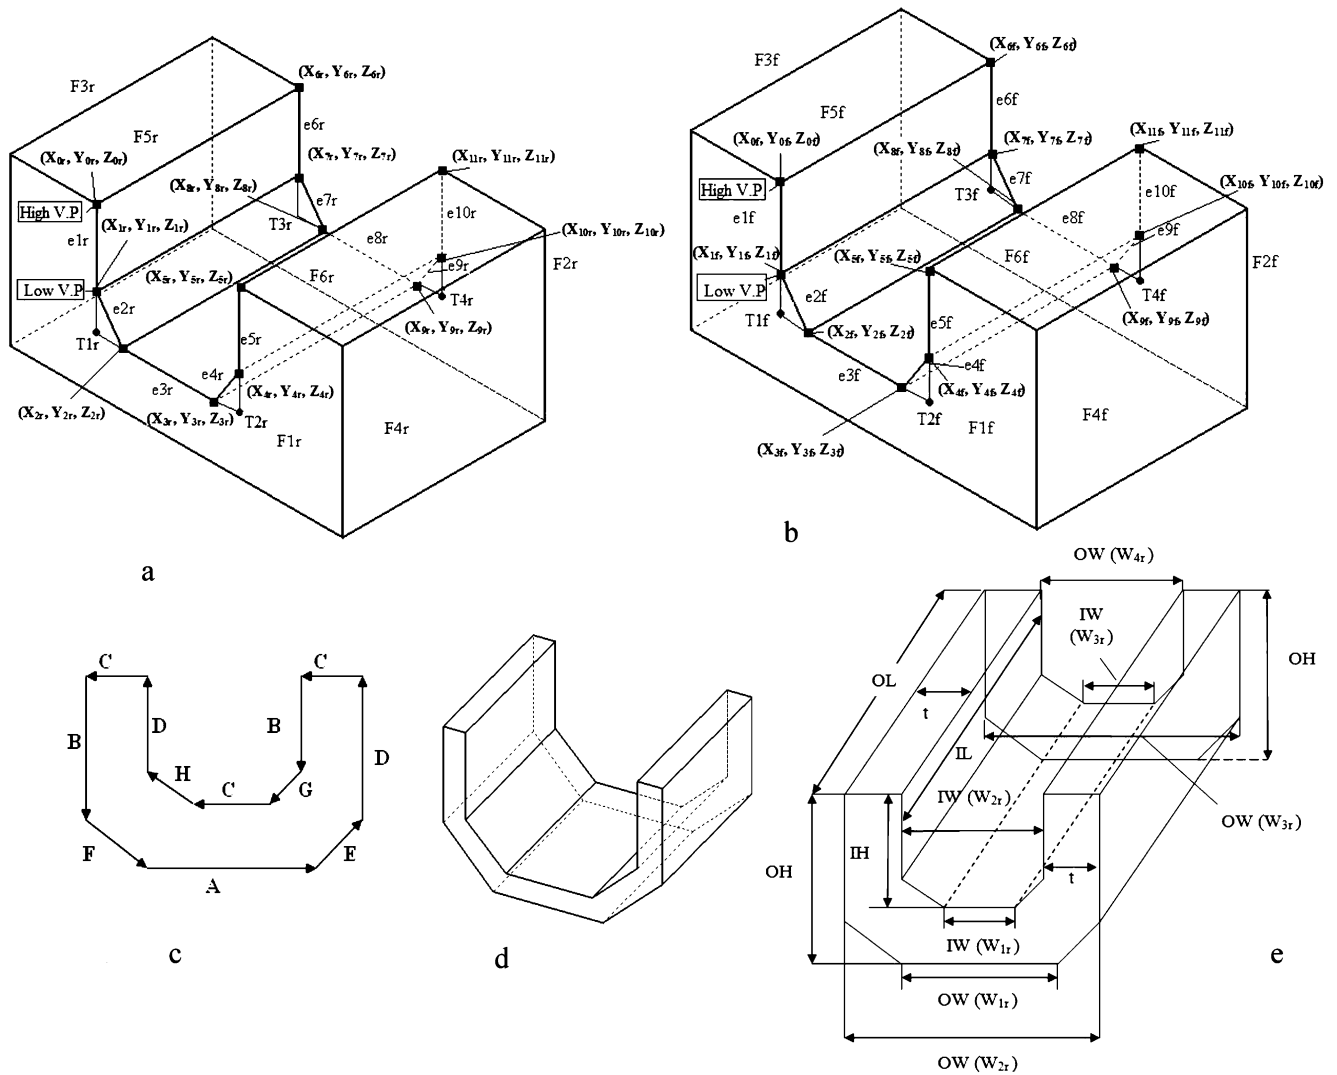 (X6r, Y6r, Z6r)
F3r
F5r
e6r
(X0r, Y0r, Z0r)
(X7r, Y7r, Z7r)
(X11r, Y11r, Z11r)
(X8r, Y8r, Z8r)
High V.P
e7r
e10r
T3r
(X1r, Y1r, Z1r)
e1r
e8r
(X10r, Y10r, Z10r)
(X5r, Y5r, Z5r)
F6r
e9r
F2r
Low V.P
e2r
T4r
(X9r, Y9r, Z9r)
T1r
e5r
e3r
e4r
(X4r, Y4r, Z4r)
(X2r, Y2r, Z2r)
(X3r, Y3r, Z3r)
T2r
F1r
F4r
a
(X6f, Y6f, Z6f)
F3f
F5f
e6f
(X0f, Y0f, Z0f)
(X7f, Y7f, Z7f)
(X11f, Y11f, Z11f)
(X8f, Y8f, Z8f)
High V.P
e7f
e10f
(X10f, Y10f, Z10f)
T3f
e1f
e8f
e9f
(X1f, Y1f, Z1f)
(X5f, Y5f, Z5f)
F6f
F2f
Low V.P
e2f
T4f
T1f
e5f
(X9f, Y9f, Z9f)
(X2f, Y2f, Z2f)
e3f
e4f
(X4f, Y4f, Z4f)
T2f
F1f
F4f
(X3f, Y3f, Z3f)
b
C
C
B
D
B
D
H
C
G
F
E
A
c
d
OW (W4r)
IW
(W3r)
OH
OL
t
IL
IW (W2r)
OW (W3r)
OH
IH
t
IW (W1r)
OW (W1r)
OW (W2r)
e